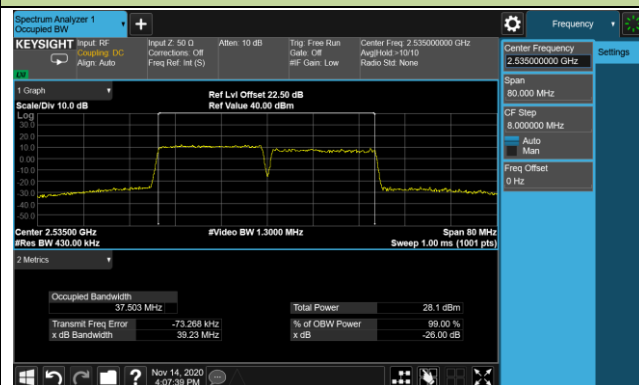 Spectrum Analyzer 1
Occupied BW
Frequency
KEYSIGHT
Input: RF
Coupling: DC
Align: Auto
Input Z: 50 Ω
Corrections: Off
Freq Ref: Int (S)
Atten: 10 dB
Trig: Free Run
Gate: Off
#IF Gain: Low
Center Freq: 2.535000000 GHz
Avg|Hold:>10/10
Radio Std: None
Center Frequency
2.535000000 GHz
Settings
Span
80.000 MHz
CF Step
8.000000 MHz
Auto
Man
Freq Offset
0 Hz
1 Graph
Scale/Div 10.0 dB
Ref Lvl Offset 22.50 dB
Ref Value 40.00 dBm
Log
30.0
20.0
10.0
0.00
-10.0
-20.0
-30.0
-40.0
-50.0
Center 2.53500 GHz
#Res BW 430.00 kHz
#Video BW 1.3000 MHz
Span 80 MHz
Sweep 1.00 ms (1001 pts)
2 Metrics
Occupied Bandwidth
37.503 MHz
Total Power 28.1 dBm
Transmit Freq Error -73.268 kHz
% of OBW Power 99.00 %
x dB Bandwidth 39.23 MHz
x dB -26.00 dB
Nov 14, 2020
4:07:39 PM